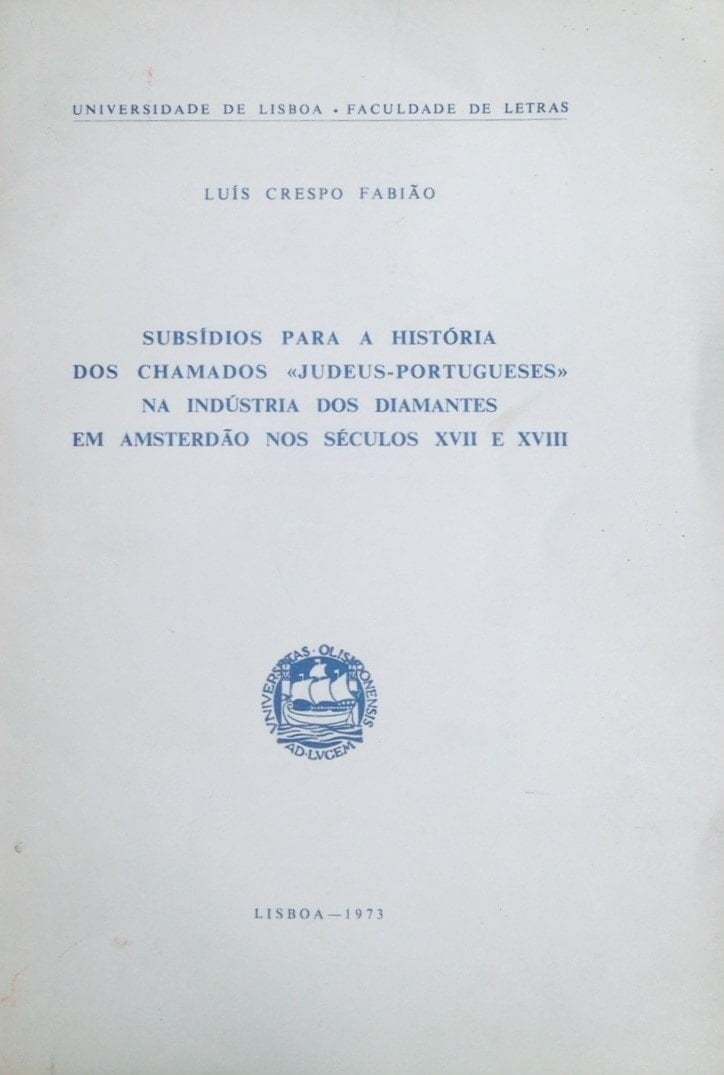 UNIVERSIDADE DE LISBOA • FACULDADE DE LETRAS
LUÍS CRESPO FABIÃO
SUBSÍDIOS PARA A HISTÓRIA
DOS CHAMADOS «JUDEUS-PORTUGUESES»
NA INDÚSTRIA DOS DIAMANTES
EM AMSTERDÃO NOS SÉCULOS XVII E XVIII
UNIVERSITAS · OLISIPONENSIS
AD · LVCEM
LISBOA—1973